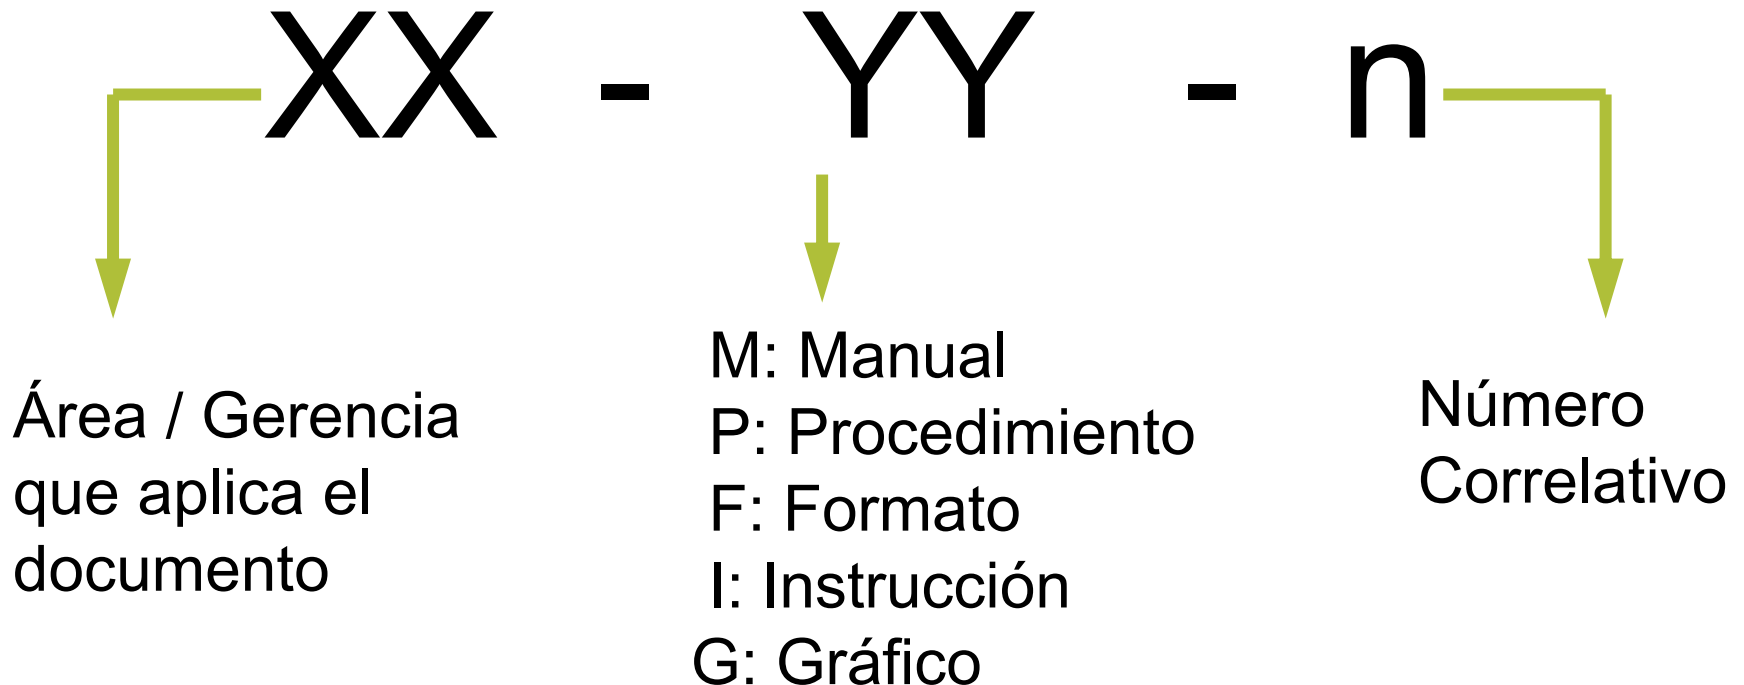 XX - YY - n
Área / Gerencia
que aplica el
documento
M: Manual
P: Procedimiento
F: Formato
I: Instrucción
G: Gráfico
Número
Correlativo